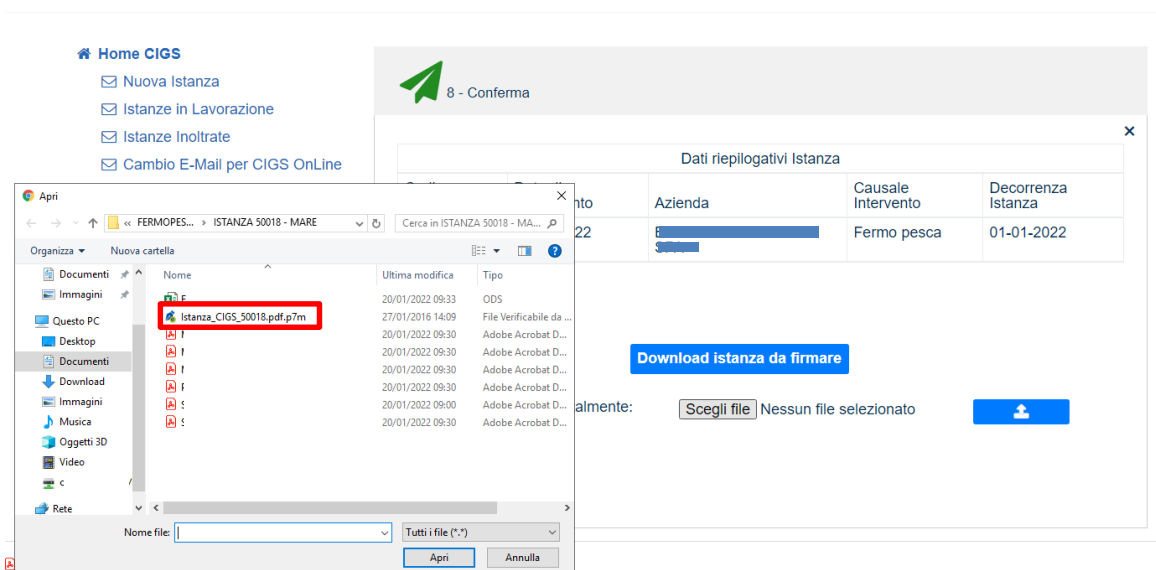 Home CIGS
Nuova Istanza
Istanze in Lavorazione
Istanze Inoltrate
Cambio E-Mail per CIGS OnLine
8 - Conferma
×
Dati riepilogativi Istanza
nto
Azienda
Causale Intervento
Decorrenza Istanza
22
Fermo pesca
01-01-2022
Download istanza da firmare
almente:
Scegli file Nessun file selezionato
Apri
« FERMOPES... › ISTANZA 50018 - MARE
Cerca in ISTANZA 50018 - MA...
Organizza
Nuova cartella
Documenti
Immagini
Questo PC
Desktop
Documenti
Download
Immagini
Musica
Oggetti 3D
Video
c
Rete
Nome Ultima modifica Tipo
20/01/2022 09:33 ODS
Istanza_CIGS_50018.pdf.p7m 27/01/2016 14:09 File Verificabile da ...
20/01/2022 09:30 Adobe Acrobat D...
20/01/2022 09:30 Adobe Acrobat D...
20/01/2022 09:30 Adobe Acrobat D...
20/01/2022 09:30 Adobe Acrobat D...
20/01/2022 09:00 Adobe Acrobat D...
20/01/2022 09:30 Adobe Acrobat D...
Nome file:
Tutti i file (*.*)
Apri
Annulla